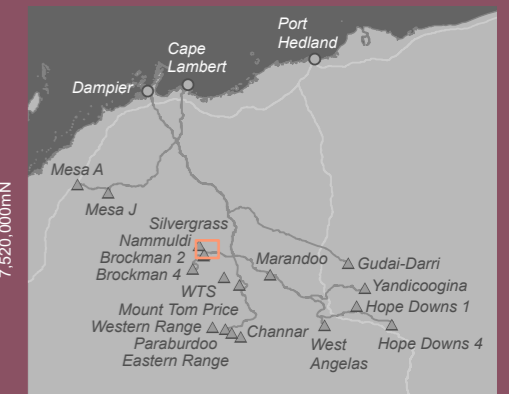 Port
Hedland
Cape
Lambert
Dampier
Mesa A
Mesa J
7,520,000mN
Silvergrass
Nammuldi
Brockman 2
Brockman 4
Marandoo
Gudai-Darri
WTS
Yandicoogina
Mount Tom Price
Hope Downs 1
Western Range
Channar
Paraburdoo
Eastern Range
West
Angelas
Hope Downs 4